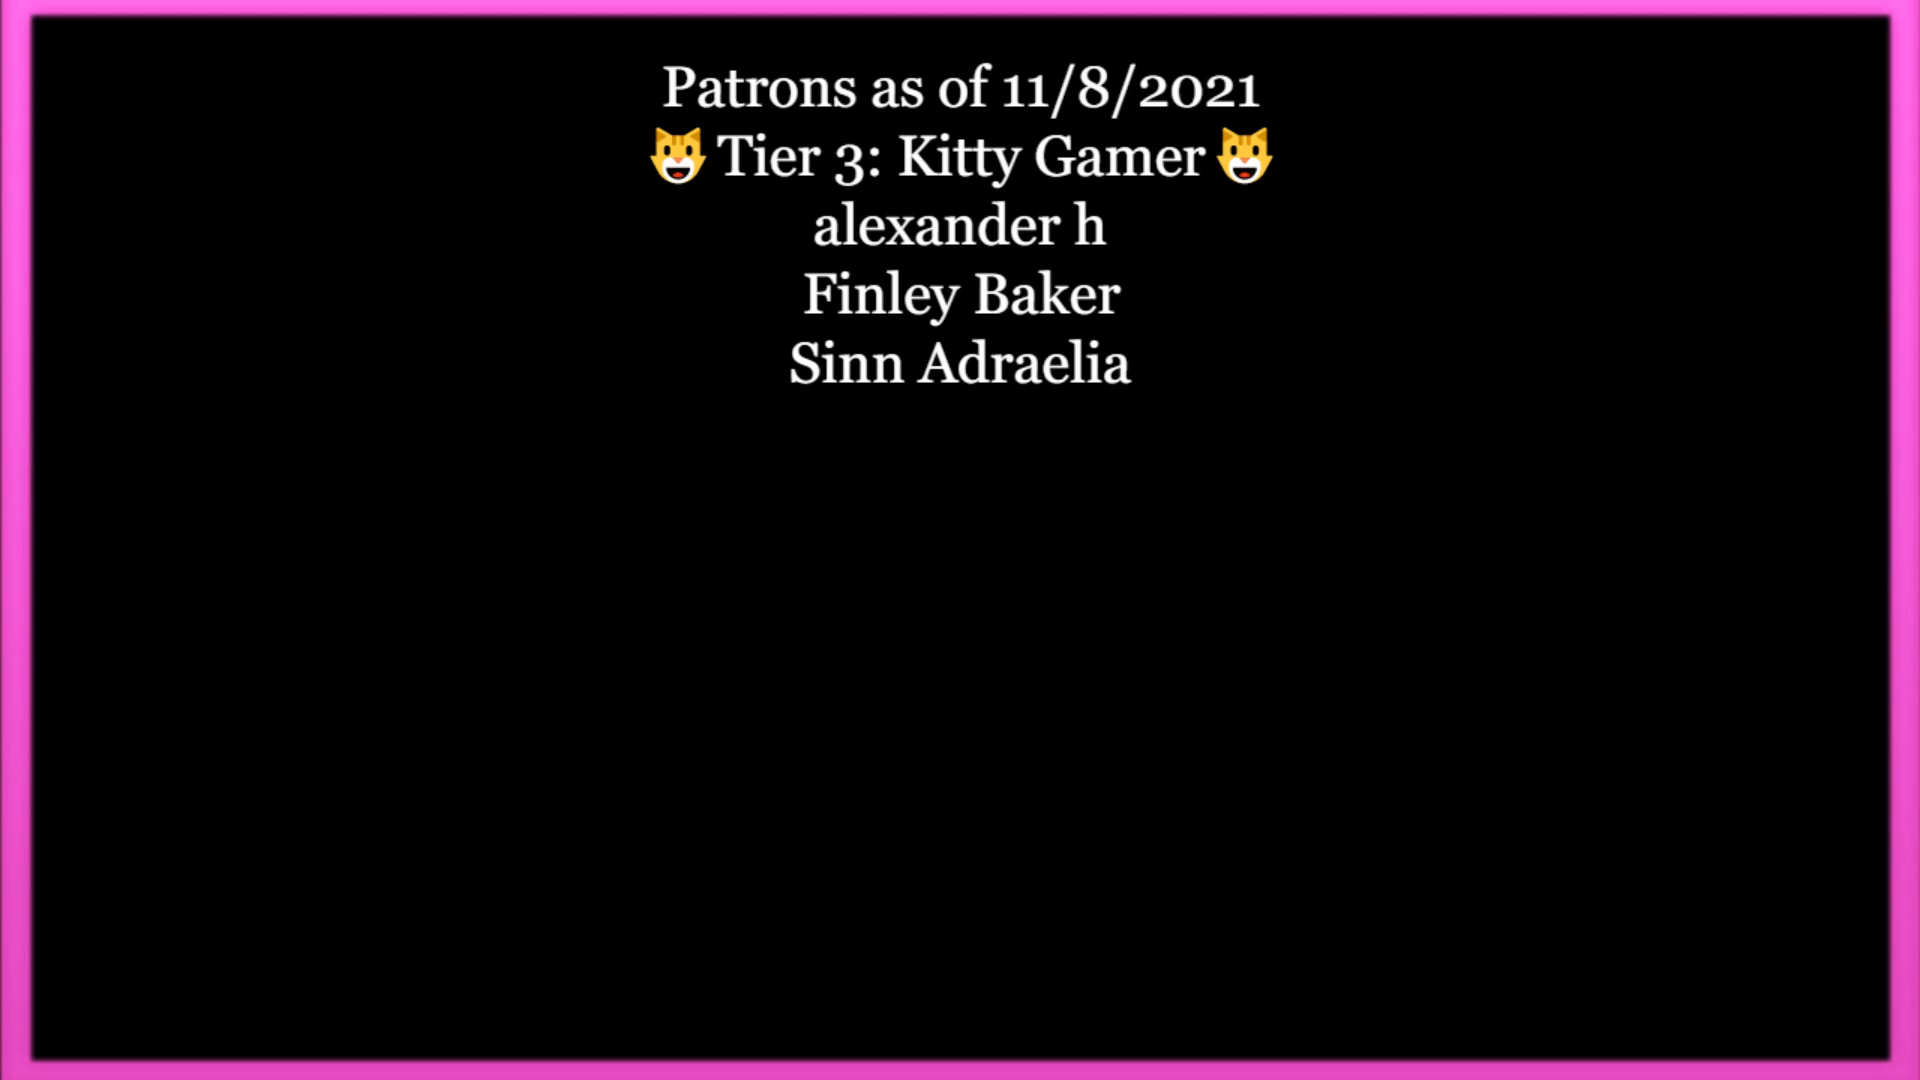 Patrons as of 11/8/2021
😺 Tier 3: Kitty Gamer 😺
alexander h
Finley Baker
Sinn Adraelia